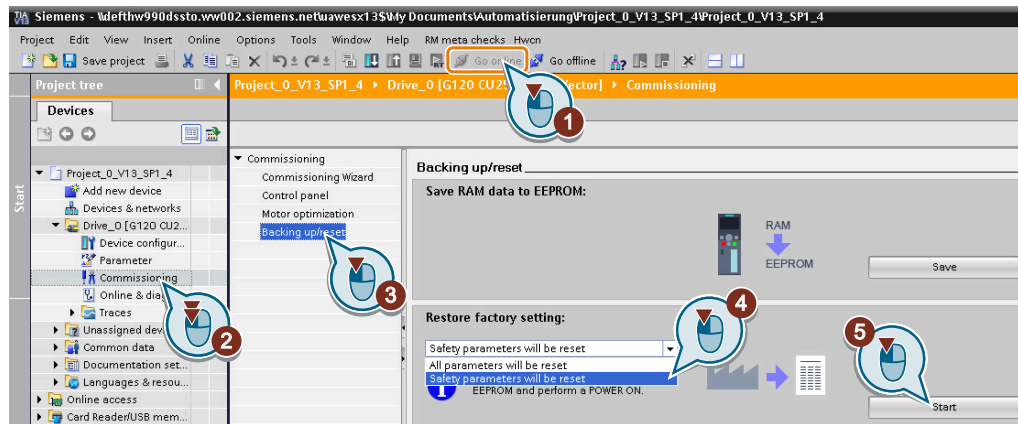 Siemens - \\defthw990dssto.ww002.siemens.net\uawesx13$\My Documents\Automatisierung\Project_0_V13_SP1_4\Project_0_V13_SP1_4
Project Edit View Insert Online Options Tools Window Help RM meta checks Hwcn
Save project Go online Go offline
Project tree
Project_0_V13_SP1_4 Drive_0 [G120 Commissioning
Devices
1
Start
Project_0_V13_SP1_4
Add new device
Devices & networks
Drive_0 [G120 CU2...
Device configur...
Parameter
Commissioning
Online &
Traces
Unassigned
Common data
Documentation set...
Languages & resou...
Online access
Card Reader/USB mem...
2
Commissioning
Commissioning Wizard
Control panel
Motor optimization
Backing up/reset
3
Backing up/reset
Save RAM data to EEPROM:
RAM
EEPROM
Save
Restore factory setting:
4
5
Safety parameters will be reset
All parameters will be reset
Safety parameters will be reset
EEPROM and perform a POWER ON.
Start